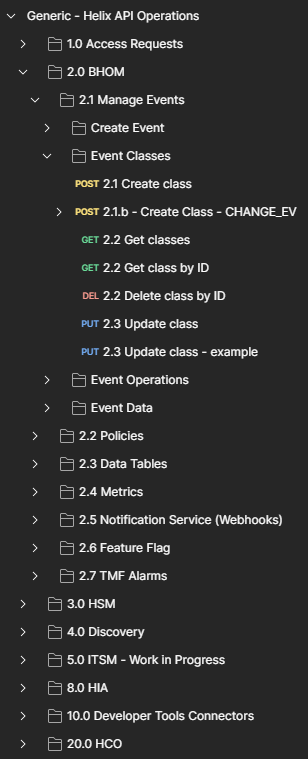 Generic - Helix API Operations
1.0 Access Requests
2.0 BHOM
2.1 Manage Events
Create Event
Event Classes
POST 2.1 Create class
POST 2.1.b - Create Class - CHANGE_EV
GET 2.2 Get classes
GET 2.2 Get class by ID
DEL 2.2 Delete class by ID
PUT 2.3 Update class
PUT 2.3 Update class - example
Event Operations
Event Data
2.2 Policies
2.3 Data Tables
2.4 Metrics
2.5 Notification Service (Webhooks)
2.6 Feature Flag
2.7 TMF Alarms
3.0 HSM
4.0 Discovery
5.0 ITSM - Work in Progress
8.0 HIA
10.0 Developer Tools Connectors
20.0 HCO